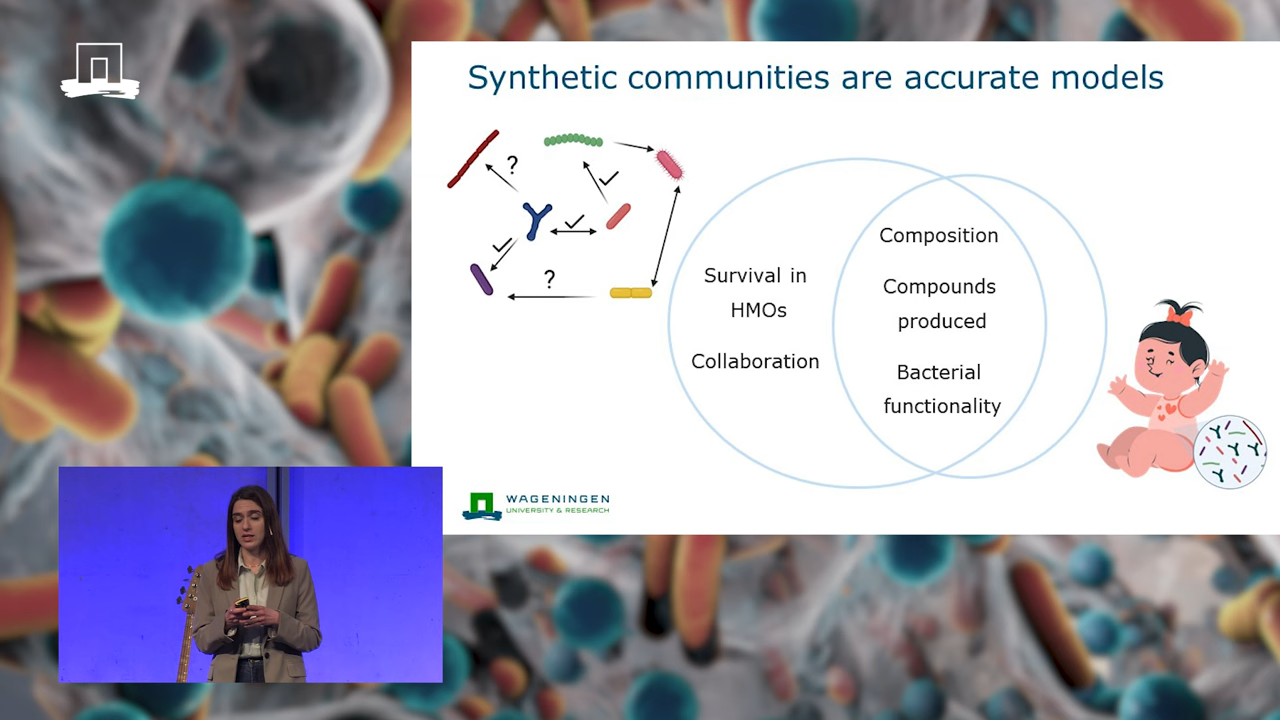 Synthetic communities are accurate models
?
?
Survival in
HMOs
Collaboration
Composition
Compounds
produced
Bacterial
functionality
WAGENINGEN
UNIVERSITY & RESEARCH